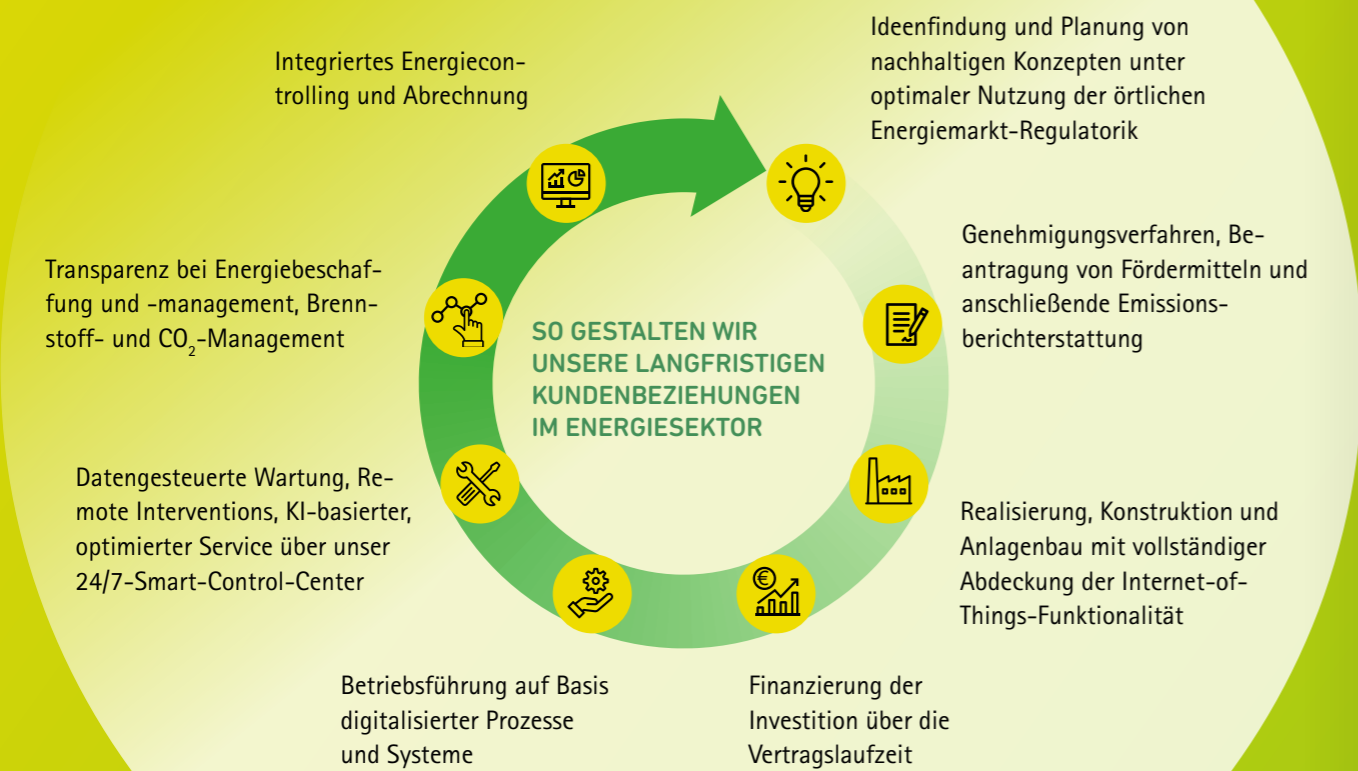 Ideenfindung und Planung von
nachhaltigen Konzepten unter
optimaler Nutzung der örtlichen
Energiemarkt-Regulatorik
Genehmigungsverfahren, Be-
antragung von Fördermitteln und
anschließende Emissions-
berichterstattung
Realisierung, Konstruktion und
Anlagenbau mit vollständiger
Abdeckung der Internet-of-
Things-Funktionalität
Finanzierung der
Investition über die
Vertragslaufzeit
Betriebsführung auf Basis
digitalisierter Prozesse
und Systeme
Datengesteuerte Wartung, Re-
mote Interventions, KI-basierter,
optimierter Service über unser
24/7-Smart-Control-Center
Transparenz bei Energiebeschaf-
fung und -management, Brenn-
stoff- und CO₂-Management
Integriertes Energiecon-
trolling und Abrechnung
SO GESTALTEN WIR
UNSERE LANGFRISTIGEN
KUNDENBEZIEHUNGEN
IM ENERGIESEKTOR